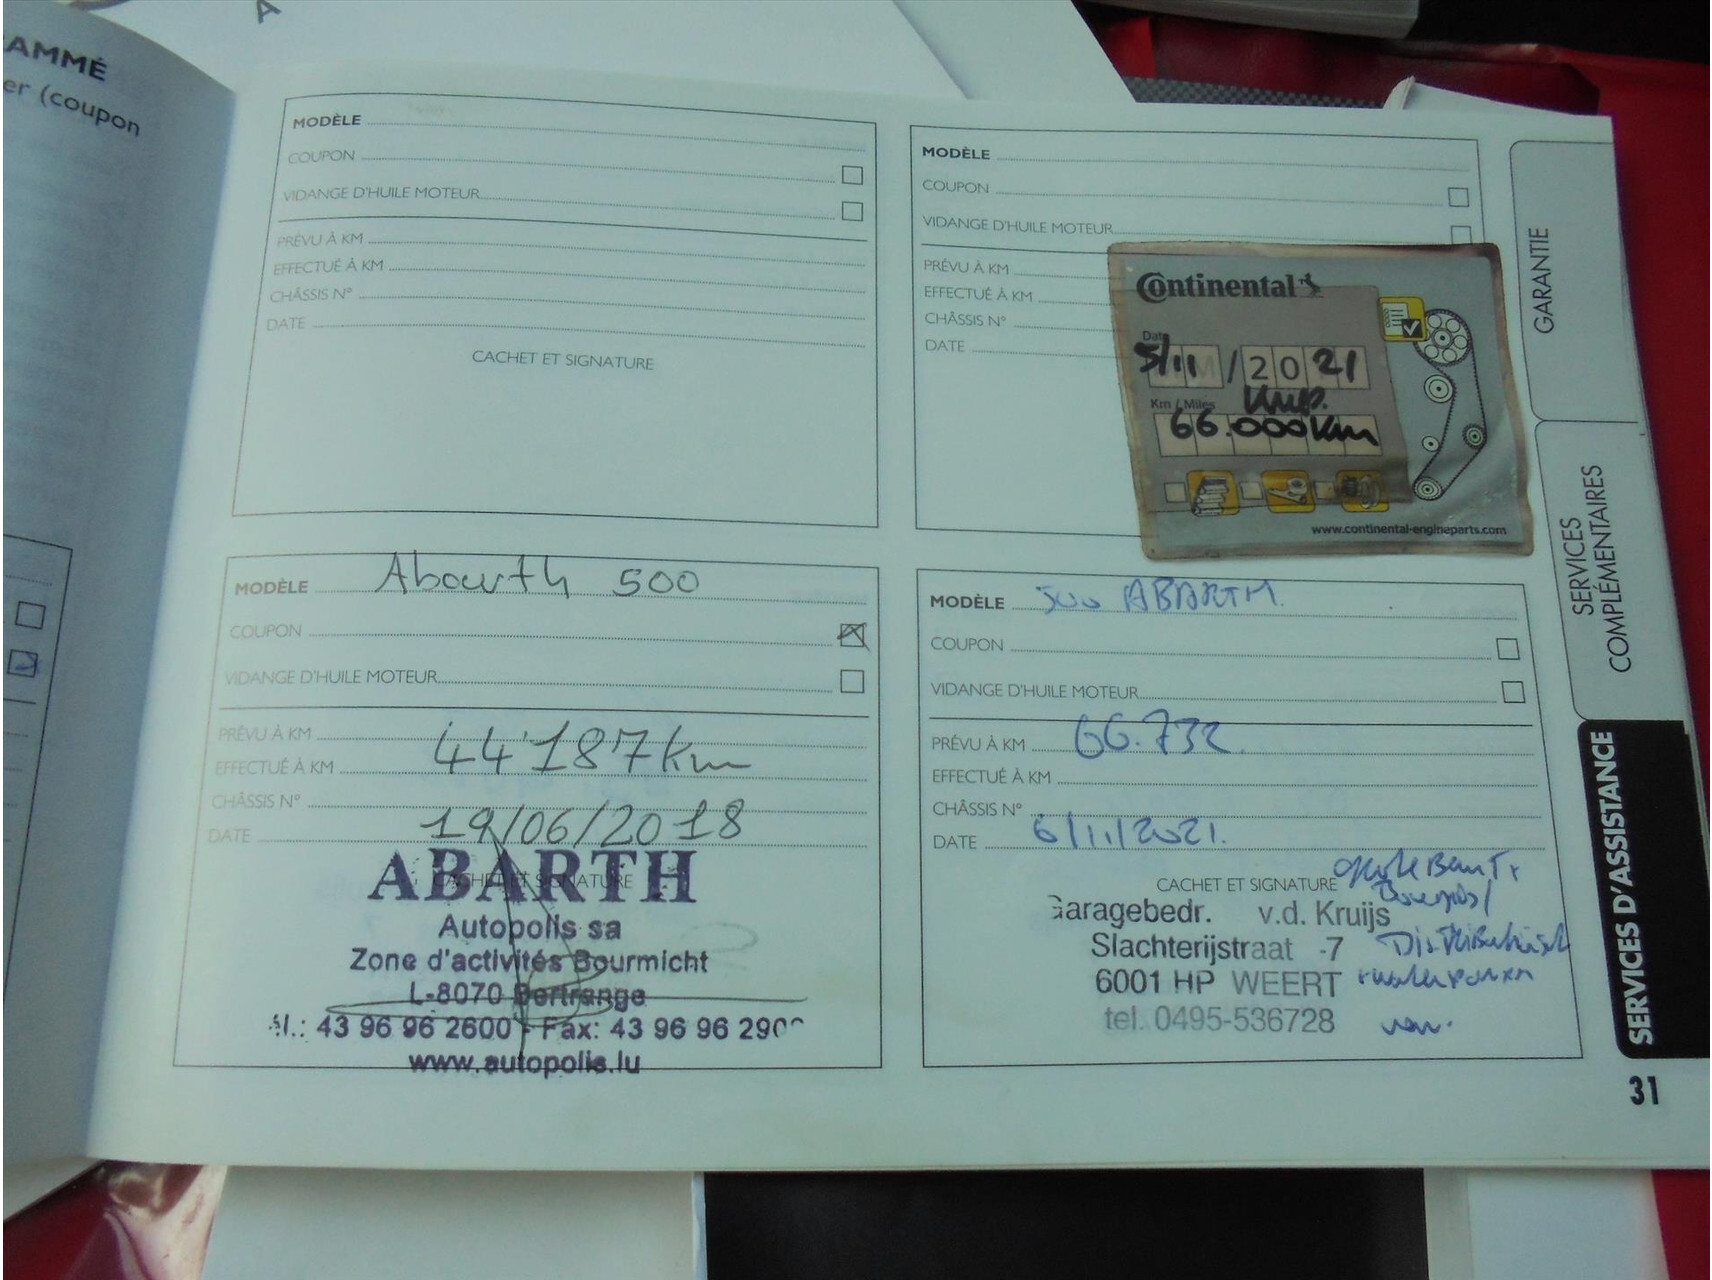 AMMÉ
er (coupon
A
MODÈLE
COUPON
VIDANGE D'HUILE MOTEUR
PRÉVU À KM
EFFECTUÉ À KM
CHÂSSIS N°
DATE
CACHET ET SIGNATURE
MODÈLE
COUPON
VIDANGE D'HUILE MOTEUR
PRÉVU À KM
EFFECTUÉ À KM
CHÂSSIS N°
DATE
Continental
Date
5/11/2021
Km / Miles
66.000km
www.continental-engineparts.com
MODÈLE Abarth 500
COUPON
VIDANGE D'HUILE MOTEUR
PRÉVU À KM 44'187km
EFFECTUÉ À KM
CHÂSSIS N°
DATE 19/06/2018
CACHET ET SIGNATURE
ABARTH
Autopolis sa
Zone d'activités Bourmicht
L-8070 Bertrange
él.: 43 96 96 2600 - Fax: 43 96 96 290
www.autopolis.lu
MODÈLE 500 ABARTH
COUPON
VIDANGE D'HUILE MOTEUR
PRÉVU À KM 66.732
EFFECTUÉ À KM
CHÂSSIS N°
DATE 6/11/2021.
CACHET ET SIGNATURE
Garagebedr. v.d. Kruijs
Slachterijstraat -7
6001 HP WEERT
tel. 0495-536728
GARANTIE
SERVICES
COMPLÉMENTAIRES
SERVICES D'ASSISTANCE
31